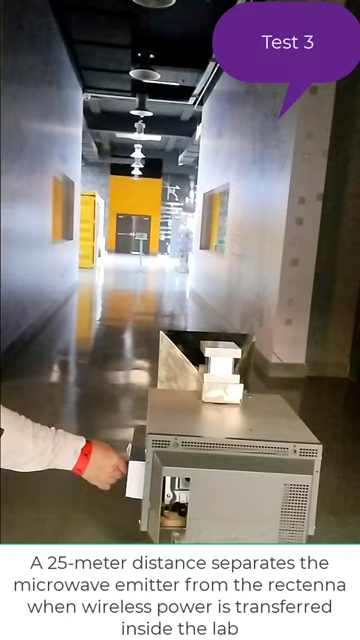 Test 3
A 25-meter distance separates the
microwave emitter from the rectenna
when wireless power is transferred
inside the lab